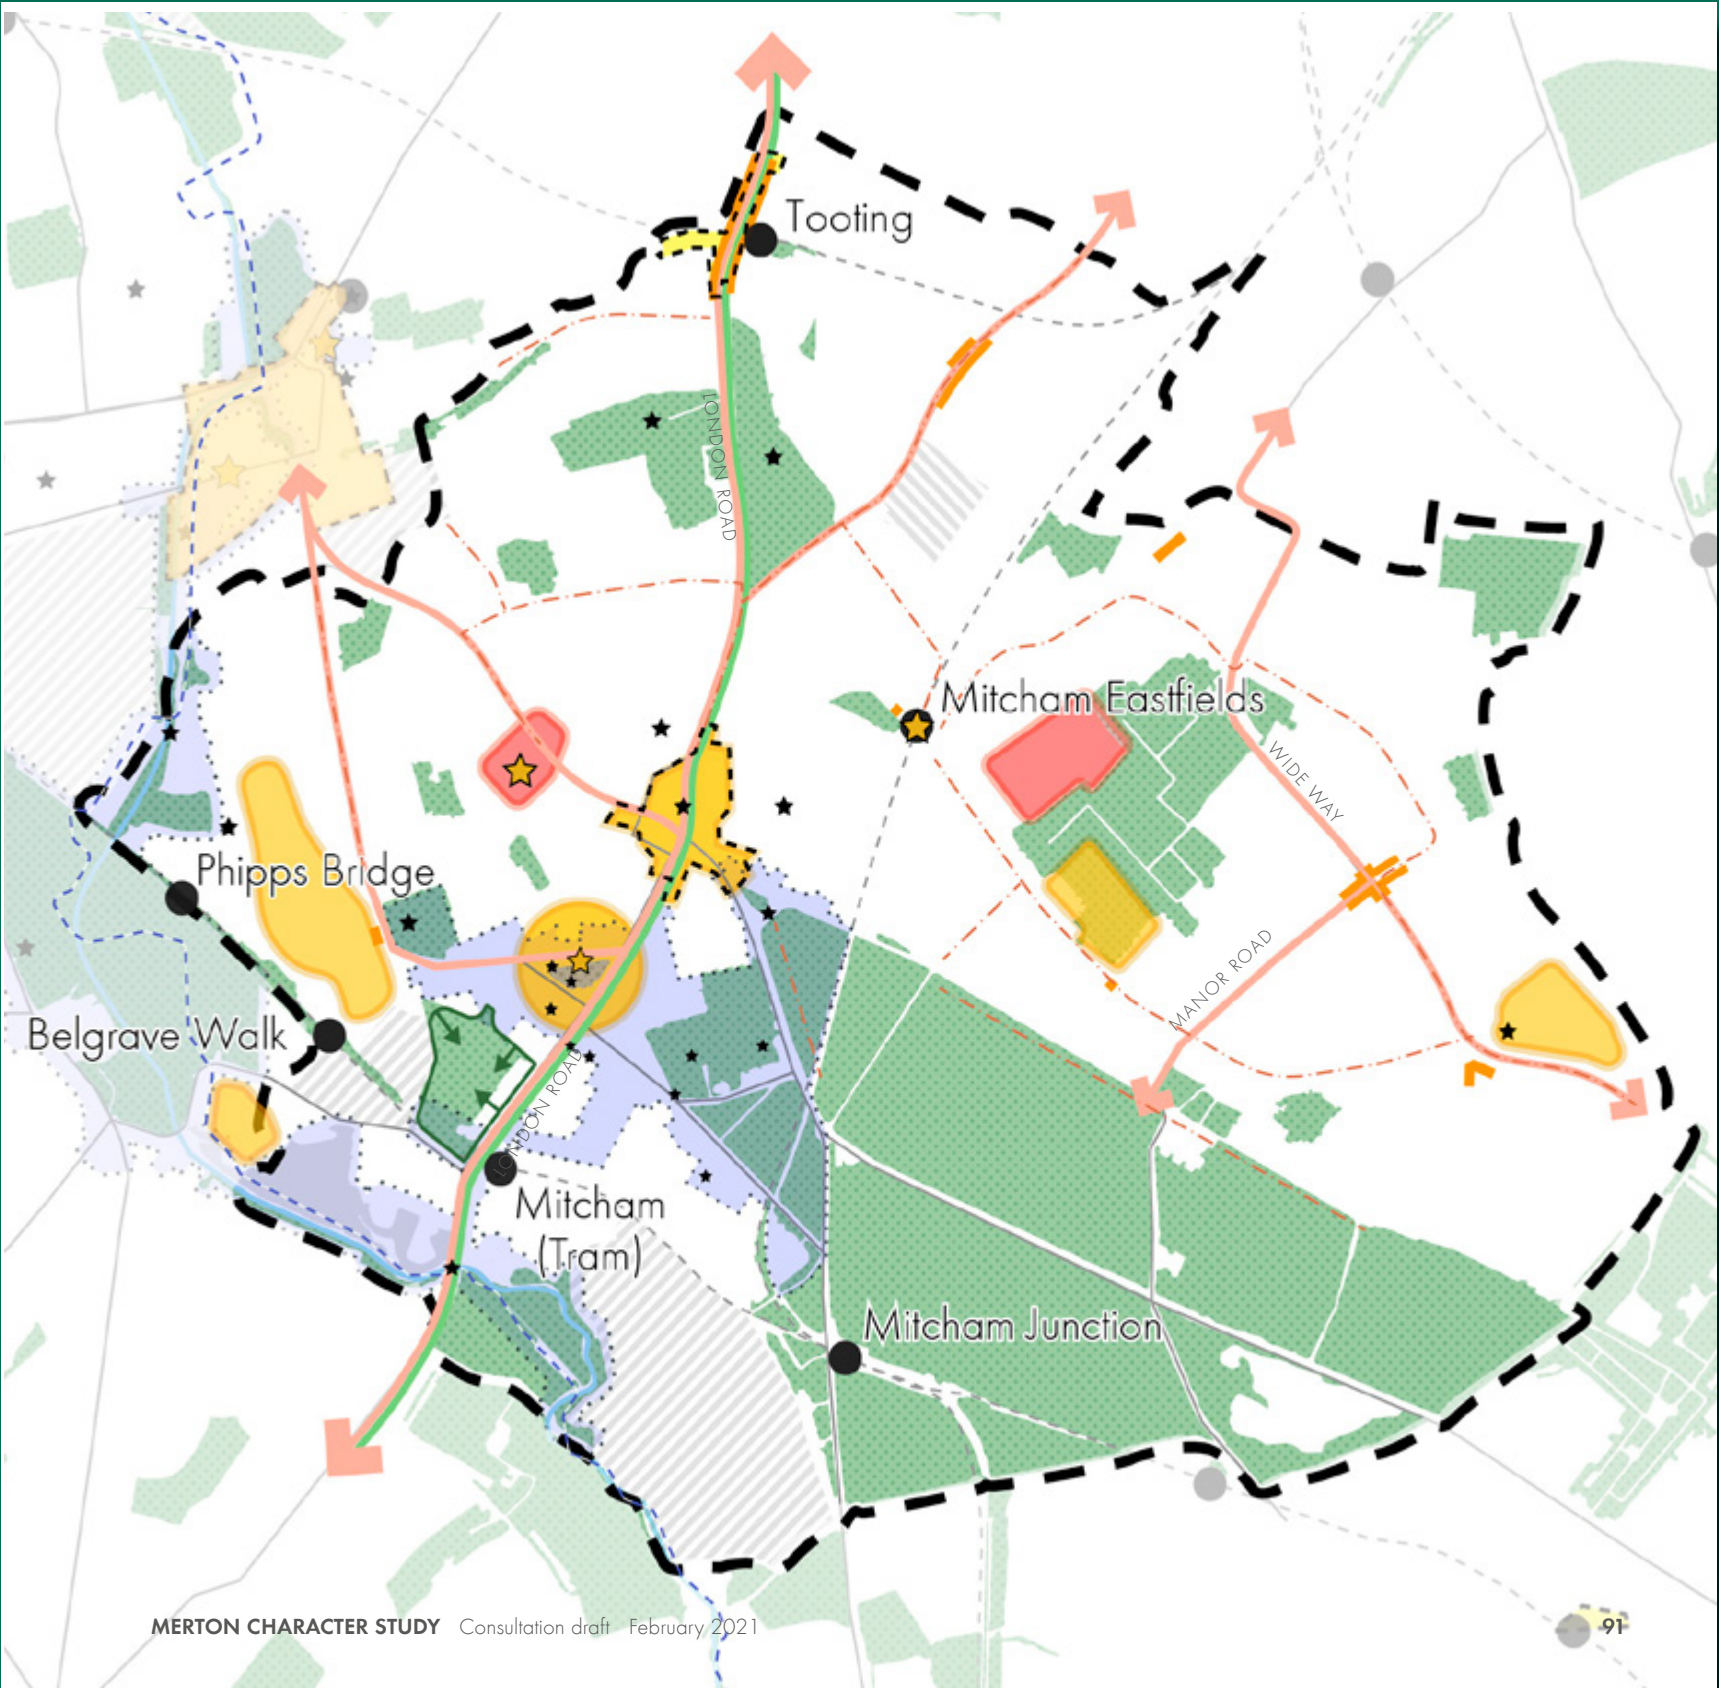 Tooting
LONDON ROAD
Mitcham Eastfields
WIDE WAY
Phipps Bridge
MANOR ROAD
Belgrave Walk
LONDON ROAD
Mitcham
(Tram)
Mitcham Junction
MERTON CHARACTER STUDY Consultation draft February 2021
91